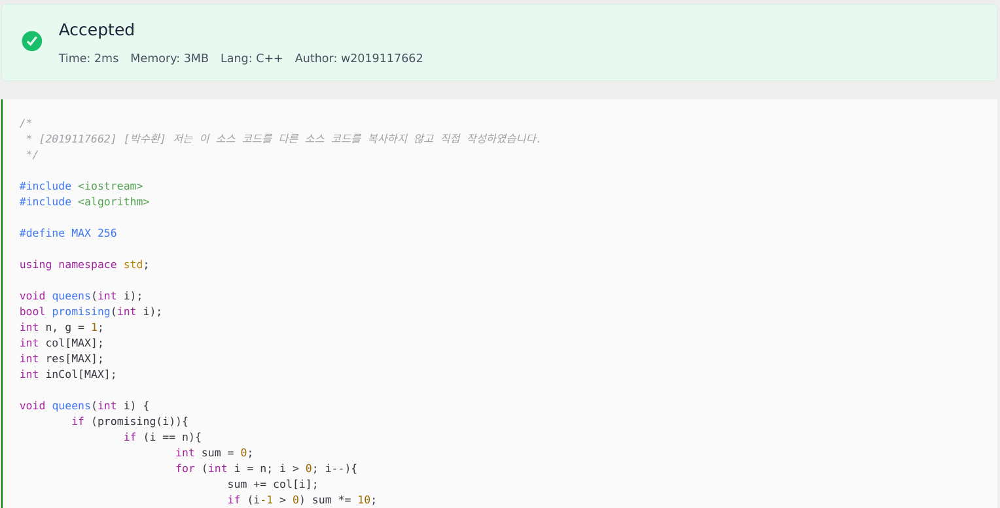 Accepted
Time: 2ms Memory: 3MB Lang: C++ Author: w2019117662
/*
 * [2019117662] [박수환] 저는 이 소스 코드를 다른 소스 코드를 복사하지 않고 직접 작성하였습니다.
 */
#include <iostream>
#include <algorithm>
#define MAX 256
using namespace std;
void queens(int i);
bool promising(int i);
int n, g = 1;
int col[MAX];
int res[MAX];
int inCol[MAX];
void queens(int i) {
        if (promising(i)){
                if (i == n){
                        int sum = 0;
                        for (int i = n; i > 0; i--){
                                sum += col[i];
                                if (i-1 > 0) sum *= 10;